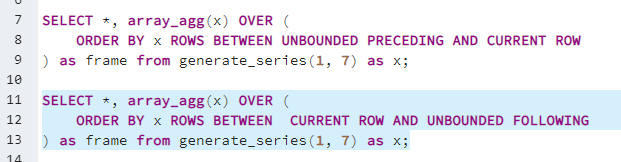 7 SELECT *, array_agg(x) OVER (
8 ORDER BY x ROWS BETWEEN UNBOUNDED PRECEDING AND CURRENT ROW
9 ) as frame from generate_series(1, 7) as x;
10
11 SELECT *, array_agg(x) OVER (
12 ORDER BY x ROWS BETWEEN  CURRENT ROW AND UNBOUNDED FOLLOWING
13 ) as frame from generate_series(1, 7) as x;
14